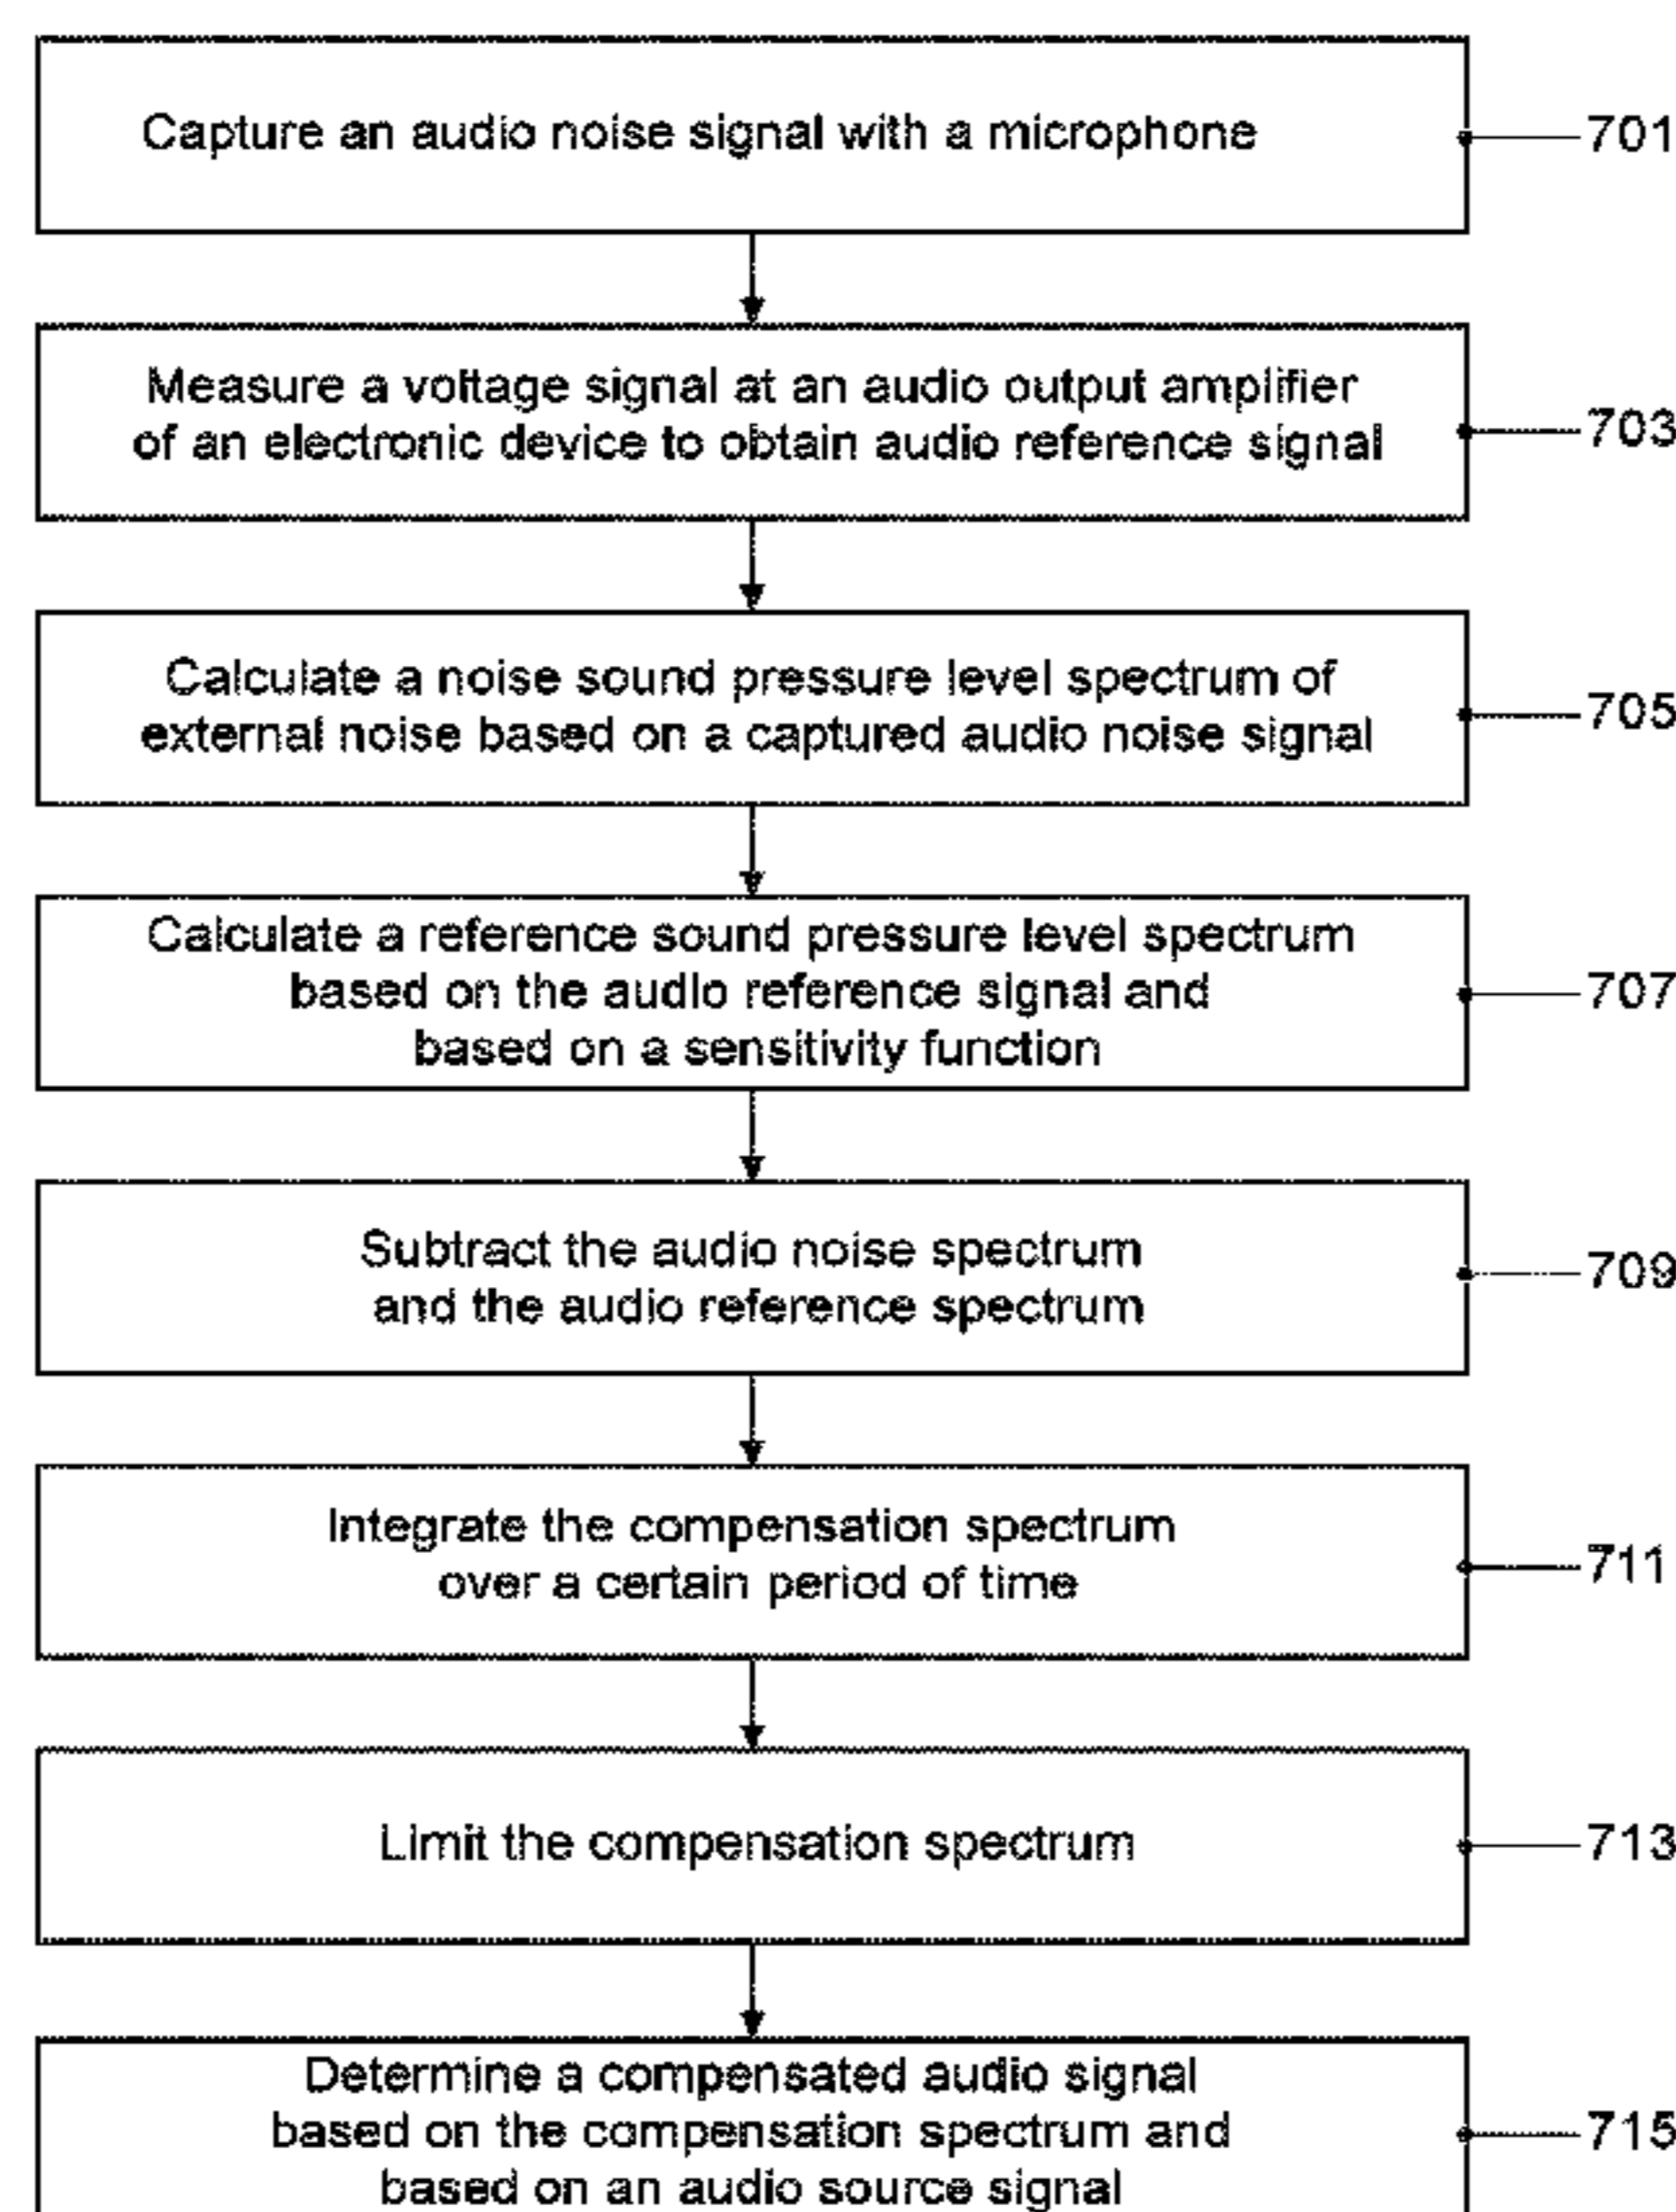 Capture an audio noise signal with a microphone
701
Measure a voltage signal at an audio output amplifier
of an electronic device to obtain audio reference signal
703
Calculate a noise sound pressure level spectrum of
external noise based on a captured audio noise signal
705
Calculate a reference sound pressure level spectrum
based on the audio reference signal and
based on a sensitivity function
707
Subtract the audio noise spectrum
and the audio reference spectrum
709
Integrate the compensation spectrum
over a certain period of time
711
Limit the compensation spectrum
713
Determine a compensated audio signal
based on the compensation spectrum and
based on an audio source signal
715